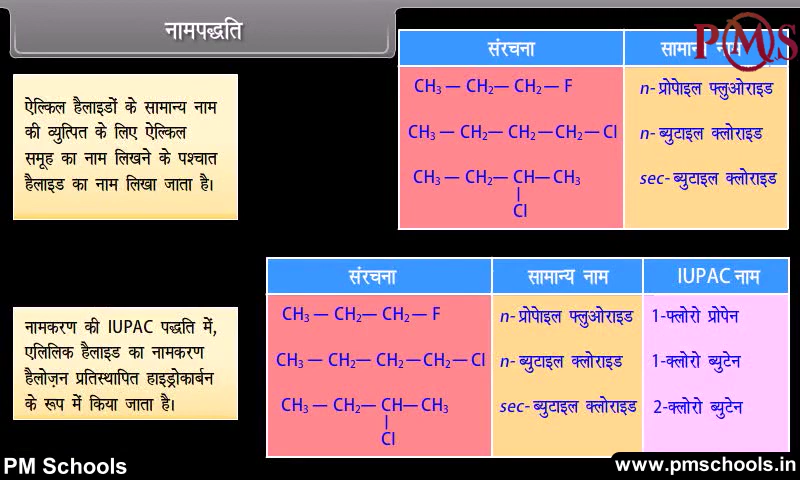 नामपद्धति
PMS
ऐल्किल हैलाइडों के सामान्य नाम
की व्युत्पित के लिए ऐल्किल
समूह का नाम लिखने के पश्चात
हैलाइड का नाम लिखा जाता है।
संरचना सामान्य नाम
CH₃ — CH₂— CH₂— F n- प्रोपेाइल फ्लुओराइड
CH₃ — CH₂— CH₂—CH₂— Cl n- ब्युटाइल क्लोराइड
CH₃ — CH₂ — CH— CH₃ sec- ब्युटाइल क्लोराइड
|
Cl
नामकरण की IUPAC पद्धति में,
एलिलिक हैलाइड का नामकरण
हैलोज़न प्रतिस्थापित हाइड्रोकार्बन
के रूप में किया जाता है।
संरचना सामान्य नाम IUPAC नाम
CH₃ — CH₂— CH₂ — F n- प्रोपेाइल फ्लुओराइड 1-फ्लोरो प्रोपेन
CH₃ — CH₂— CH₂—CH₂— Cl n- ब्युटाइल क्लोराइड 1-क्लोरो ब्युटेन
CH₃ — CH₂— CH—CH₃ sec- ब्युटाइल क्लोराइड 2-क्लोरो ब्युटेन
|
Cl
PM Schools
www.pmschools.in